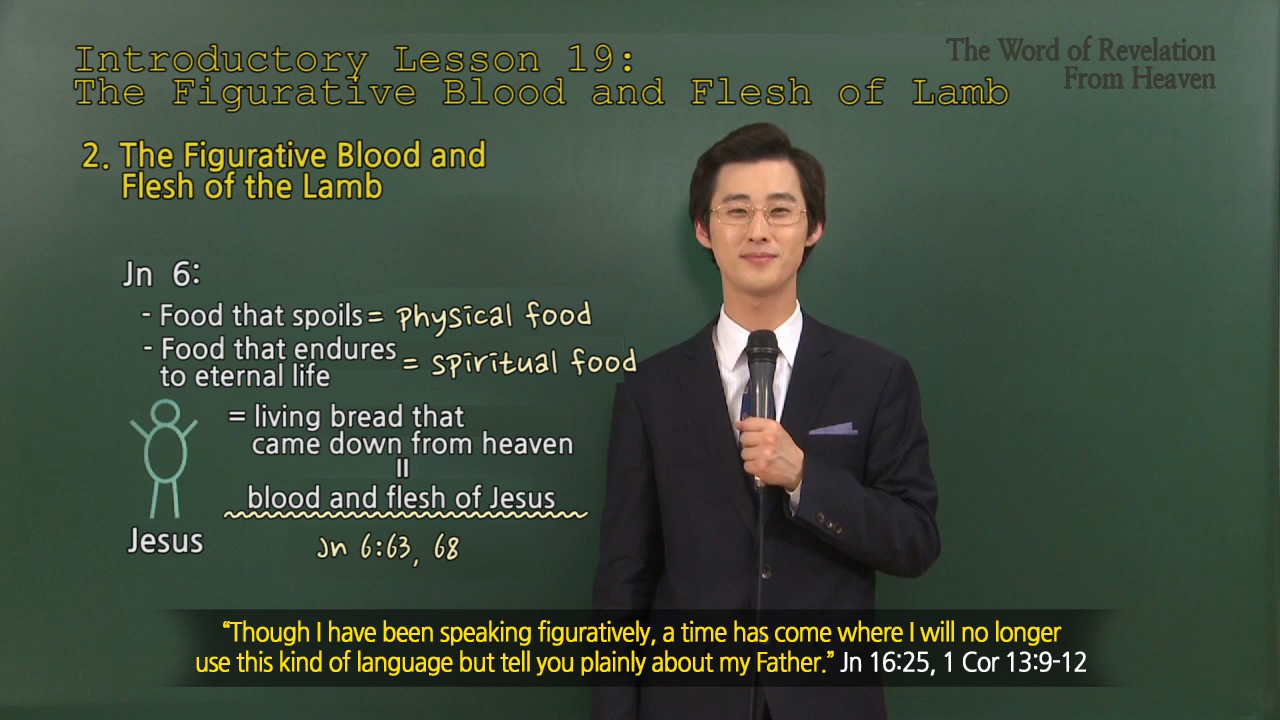 Introductory Lesson 19:
The Figurative Blood and Flesh of Lamb
The Word of Revelation
From Heaven
2. The Figurative Blood and
Flesh of the Lamb
Jn 6:
- Food that spoils = physical food
- Food that endures
to eternal life = spiritual food
= living bread that
came down from heaven
=
blood and flesh of Jesus
Jesus
Jn 6:63, 68
“Though I have been speaking figuratively, a time has come where I will no longer
use this kind of language but tell you plainly about my Father.” Jn 16:25, 1 Cor 13:9-12